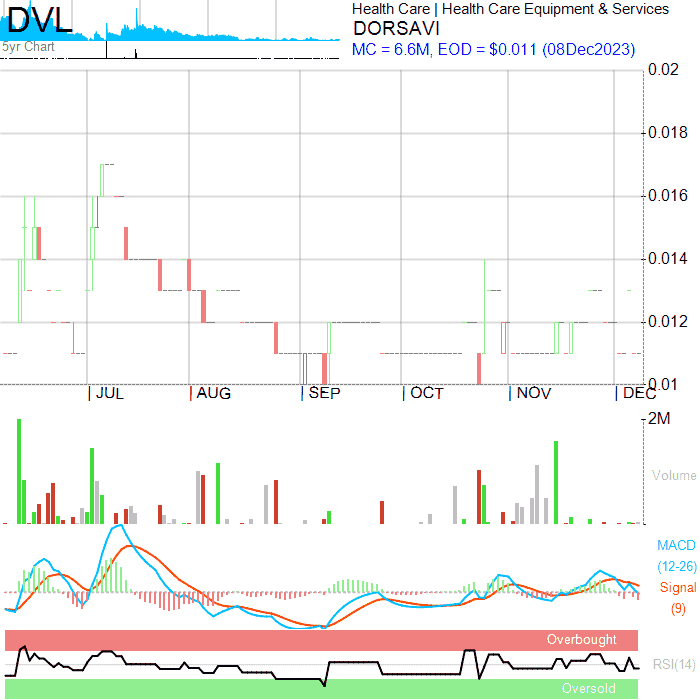 DVL
5yr Chart
Health Care | Health Care Equipment & Services
DORSAVI
MC = 6.6M, EOD = $0.011 (08Dec2023)
0.02
0.018
0.016
0.014
0.012
0.01
JUL AUG SEP OCT NOV DEC
2M
Volume
MACD
(12-26)
Signal
(9)
Overbought
RSI(14)
Oversold